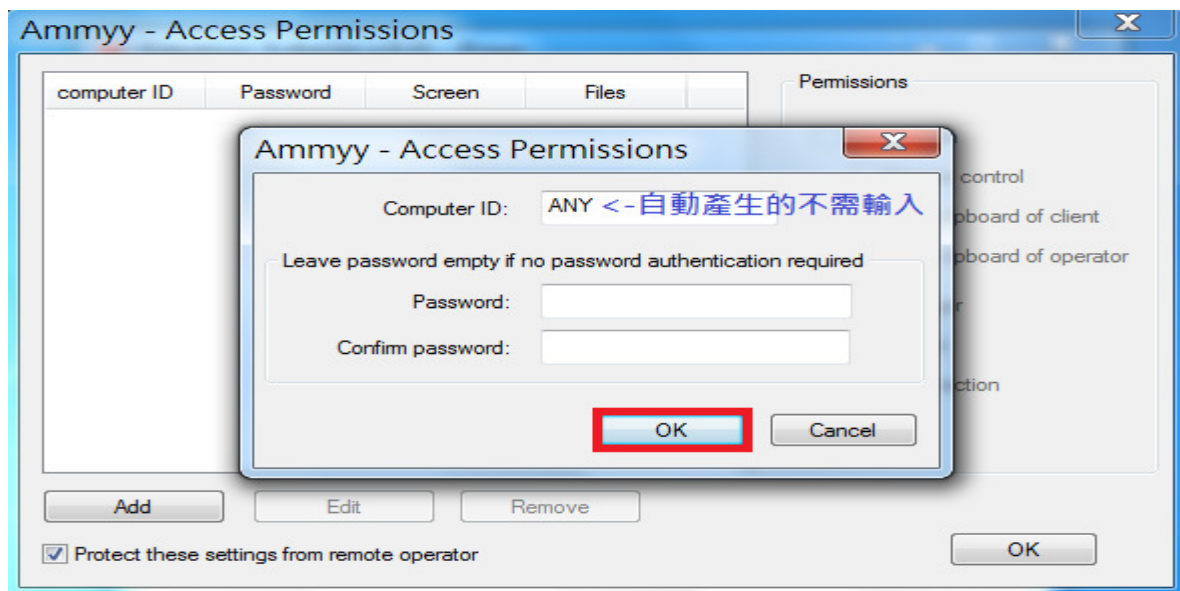 Ammyy - Access Permissions
computer ID Password Screen Files
Permissions
control
pboard of client
pboard of operator
r
ction
Ammyy - Access Permissions
Computer ID: ANY <-自動產生的不需輸入
Leave password empty if no password authentication required
Password:
Confirm password:
OK Cancel
Add Edit Remove
Protect these settings from remote operator
OK